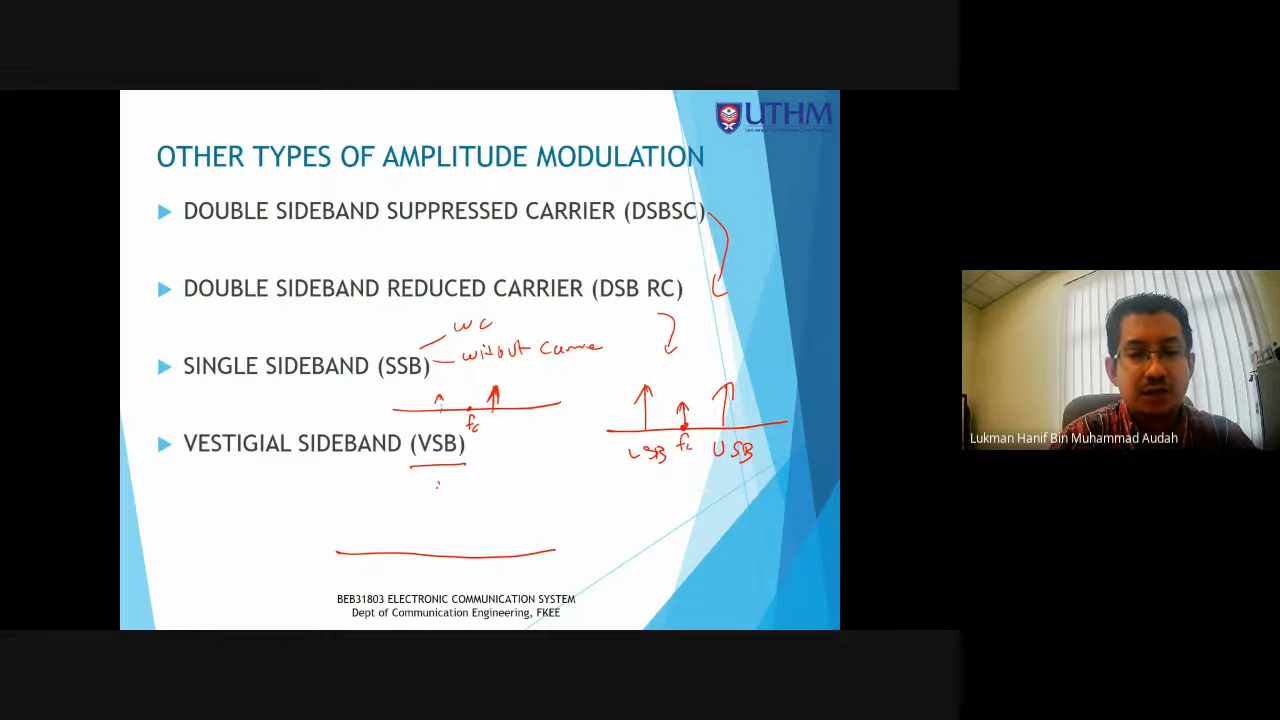 UTHM
OTHER TYPES OF AMPLITUDE MODULATION
DOUBLE SIDEBAND SUPPRESSED CARRIER (DSBSC)
DOUBLE SIDEBAND REDUCED CARRIER (DSB RC)
WC
without
SINGLE SIDEBAND (SSB)
fc
VESTIGIAL SIDEBAND (VSB)
LSB fc USB
Lukman Hanif Bin Muhammad Audah
BEB31803 ELECTRONIC COMMUNICATION SYSTEM
Dept of Communication Engineering, FKEE